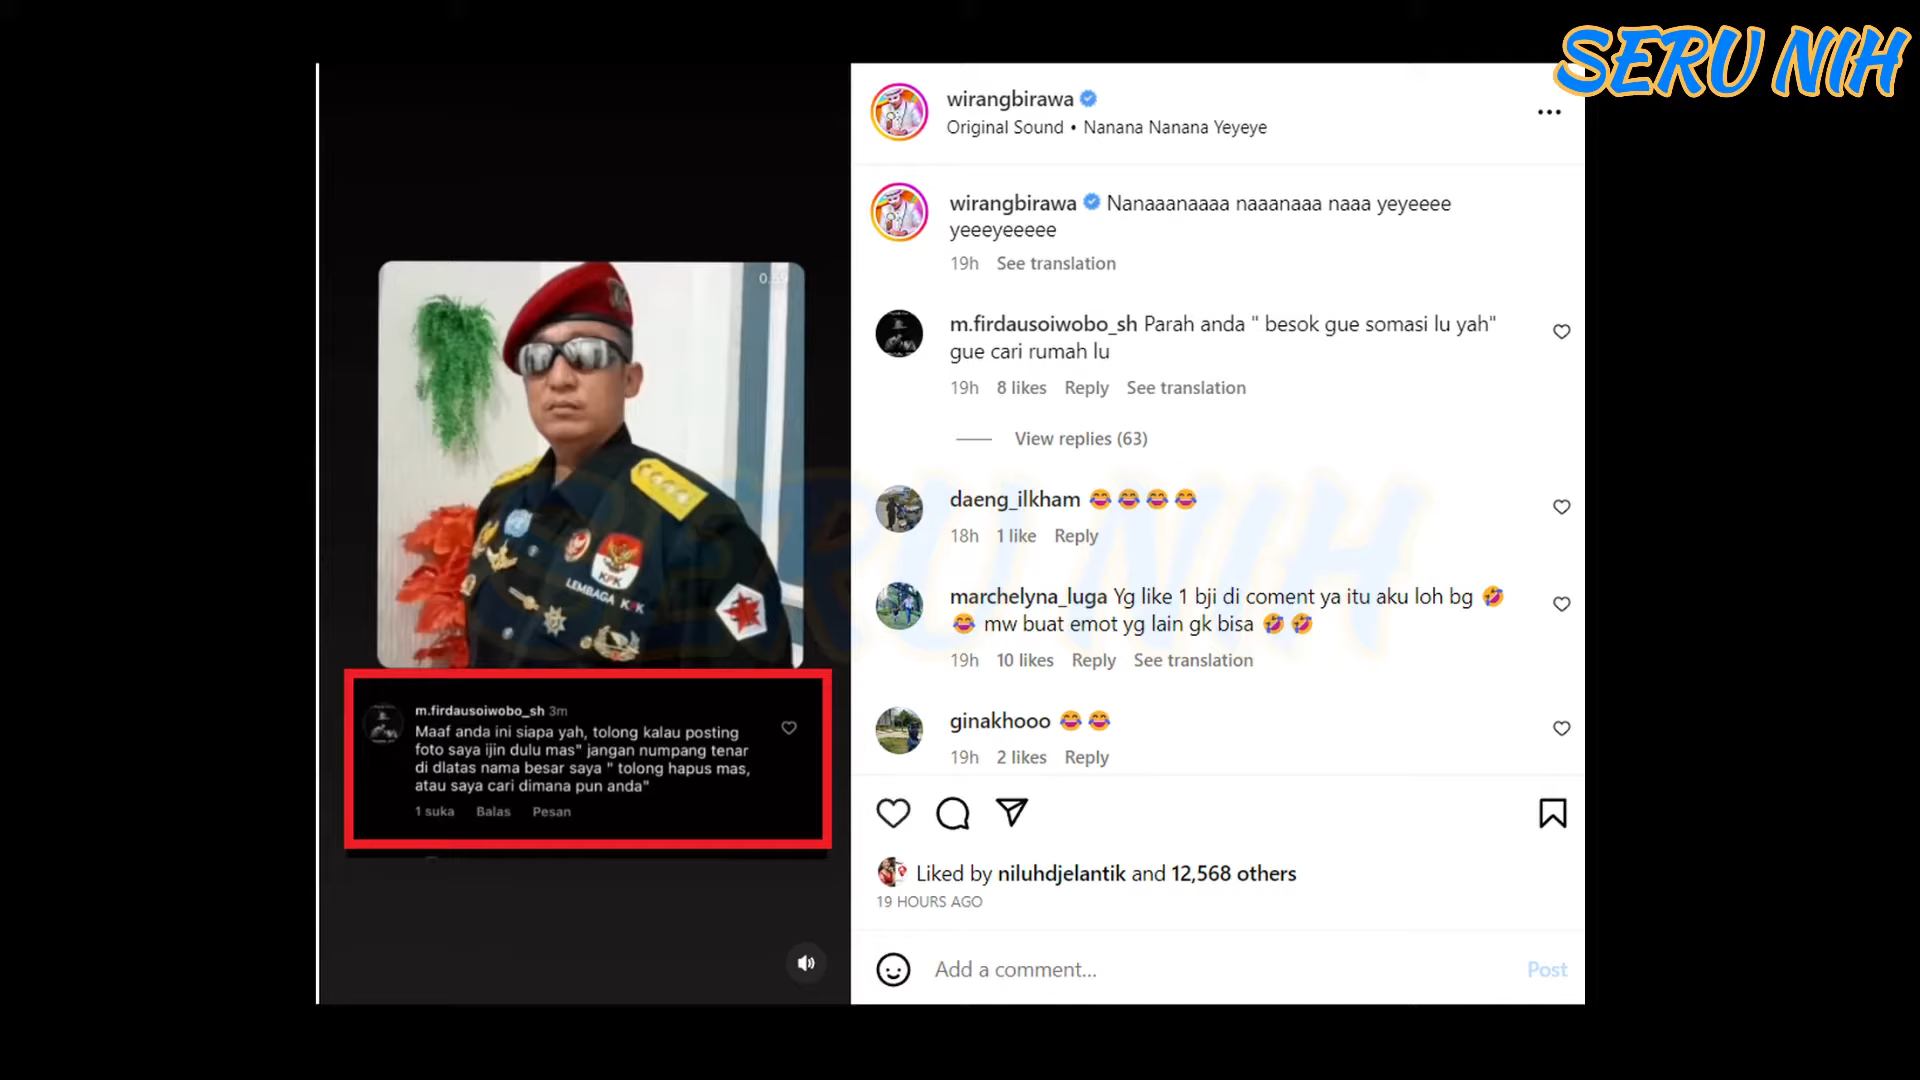 SERU NIH
wirangbirawa
Original Sound • Nanana Nanana Yeyeye
wirangbirawa Nanaaanaaaa naaanaaa naaa yeyeeee
yeeeyeeeee
19h See translation
m.firdausoiwobo_sh Parah anda " besok gue somasi lu yah"
gue cari rumah lu
19h 8 likes Reply See translation
View replies (63)
daeng_ilkham 😂😂😂😂
18h 1 like Reply
marchelyna_luga Yg like 1 bji di coment ya itu aku loh bg 🤣
😂 mw buat emot yg lain gk bisa 🤣🤣
19h 10 likes Reply See translation
ginakhooo 😂😂
19h 2 likes Reply
Liked by niluhdjelantik and 12,568 others
19 HOURS AGO
Add a comment...
Post
KPK
LEMBAGA KPK
m.firdausoiwobo_sh 3m
Maaf anda ini siapa yah, tolong kalau posting
foto saya ijin dulu mas" jangan numpang tenar
di dlatas nama besar saya " tolong hapus mas,
atau saya cari dimana pun anda"
1 suka Balas Pesan
SERU NIH